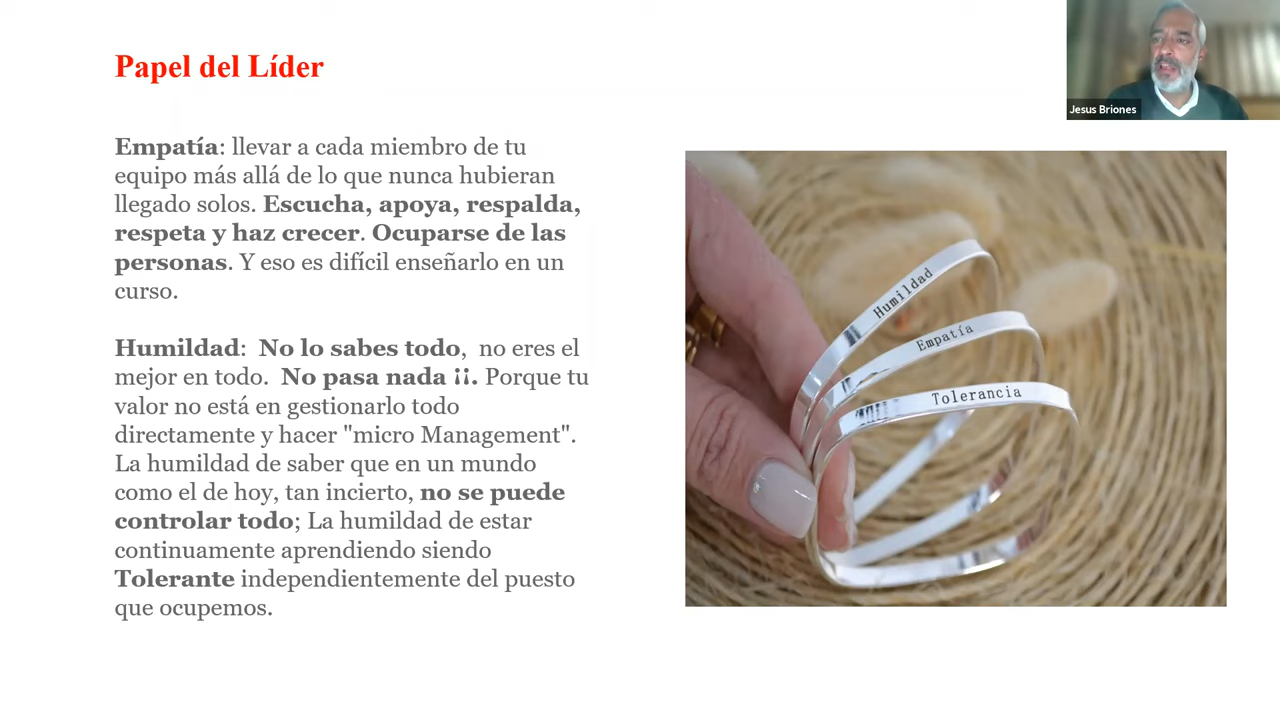 Papel del Líder
Jesus Briones
Empatía: llevar a cada miembro de tu
equipo más allá de lo que nunca hubieran
llegado solos. Escucha, apoya, respalda,
respeta y haz crecer. Ocuparse de las
personas. Y eso es difícil enseñarlo en un
curso.
Humildad:  No lo sabes todo,  no eres el
mejor en todo.  No pasa nada ¡¡. Porque tu
valor no está en gestionarlo todo
directamente y hacer "micro Management".
La humildad de saber que en un mundo
como el de hoy, tan incierto, no se puede
controlar todo; La humildad de estar
continuamente aprendiendo siendo
Tolerante independientemente del puesto
que ocupemos.
Humildad
Empatía
Tolerancia